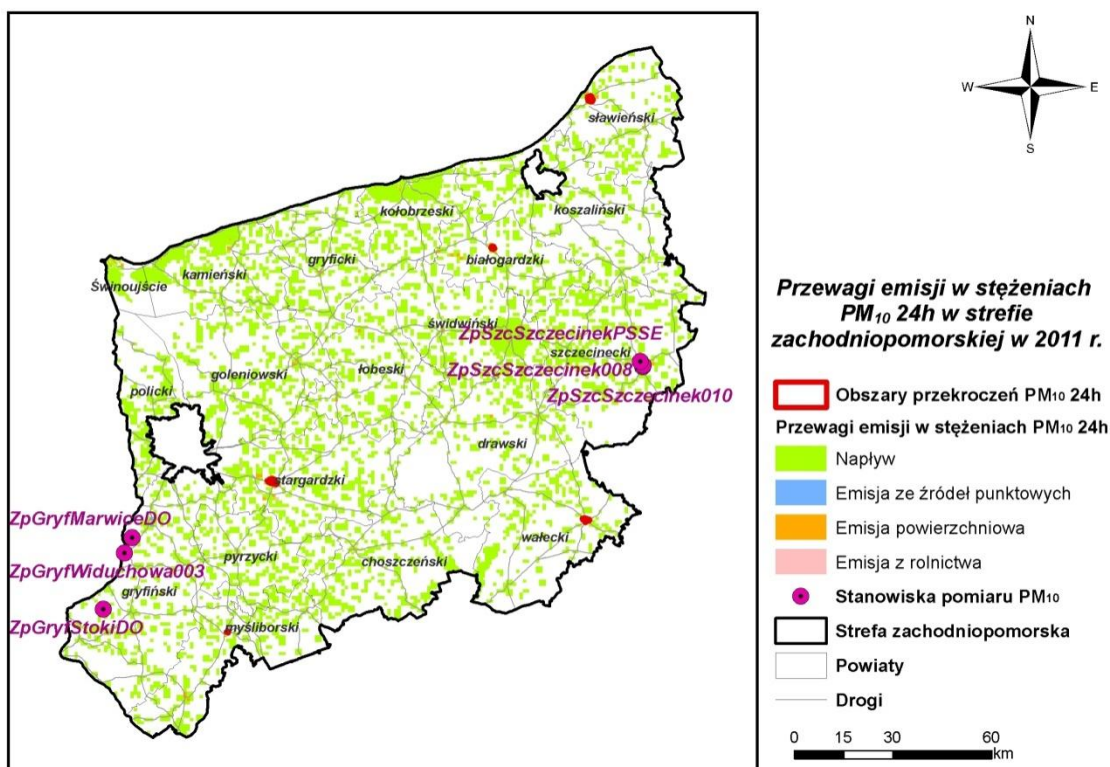 N
W E
S
sławieński
koszaliński
kołobrzeski
białogardzki
gryficki
kamieński
Świnoujście
świdwiński
ZpSzcSzczecinekPSSE
szczecinecki
ZpSzcSzczecinek008
ZpSzcSzczecinek010
łobeski
goleniowski
policki
drawski
stargardzki
wałecki
choszczeński
pyrzycki
ZpGryfMarwiceDO
ZpGryfWiduchowa003
gryfiński
ZpGryfStokiDO
myśliborski
Przewagi emisji w stężeniach
PM10 24h w strefie
zachodniopomorskiej w 2011 r.
Obszary przekroczeń PM10 24h
Przewagi emisji w stężeniach PM10 24h
Napływ
Emisja ze źródeł punktowych
Emisja powierzchniowa
Emisja z rolnictwa
Stanowiska pomiaru PM10
Strefa zachodniopomorska
Powiaty
Drogi
0 15 30 60
km